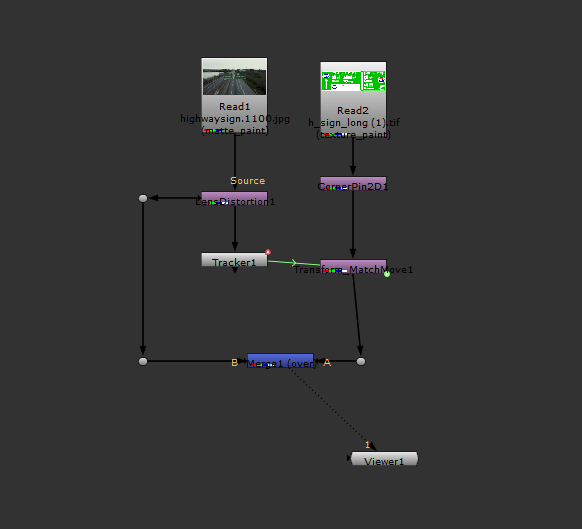 Read1
highwaysign.1100.jpg
(matte_paint)
Read2
h_sign_long (1).tif
(texture_paint)
Source
LensDistortion1
CornerPin2D1
Tracker1
Transform_MatchMove1
B
Merge1 (over)
A
1
Viewer1